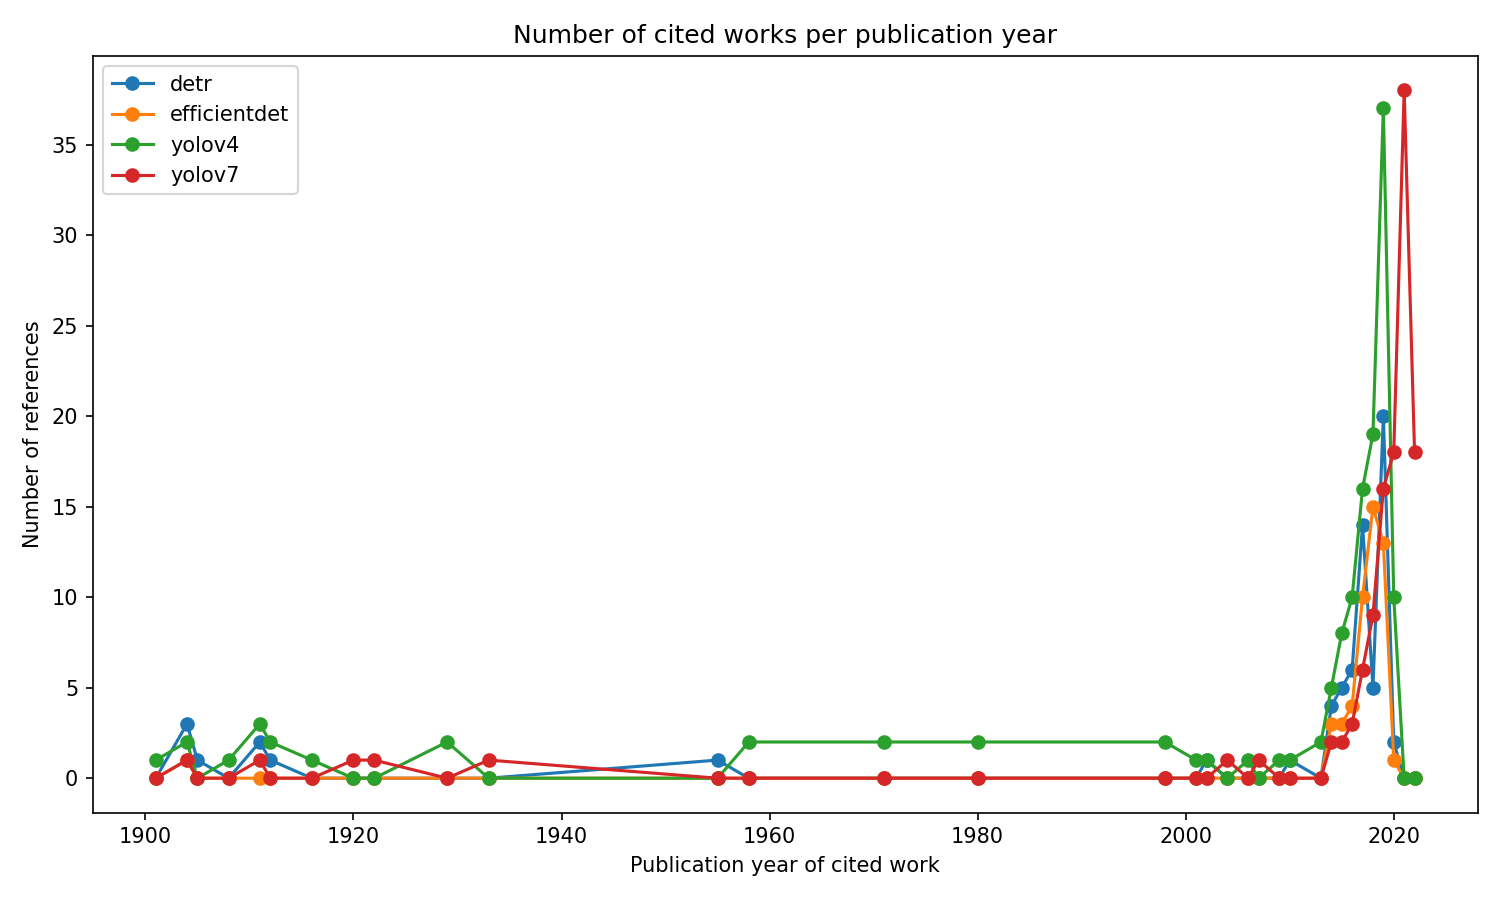 Number of cited works per publication year
detr
efficientdet
yolov4
yolov7
Number of references
35
30
25
20
15
10
5
0
1900 1920 1940 1960 1980 2000 2020
Publication year of cited work